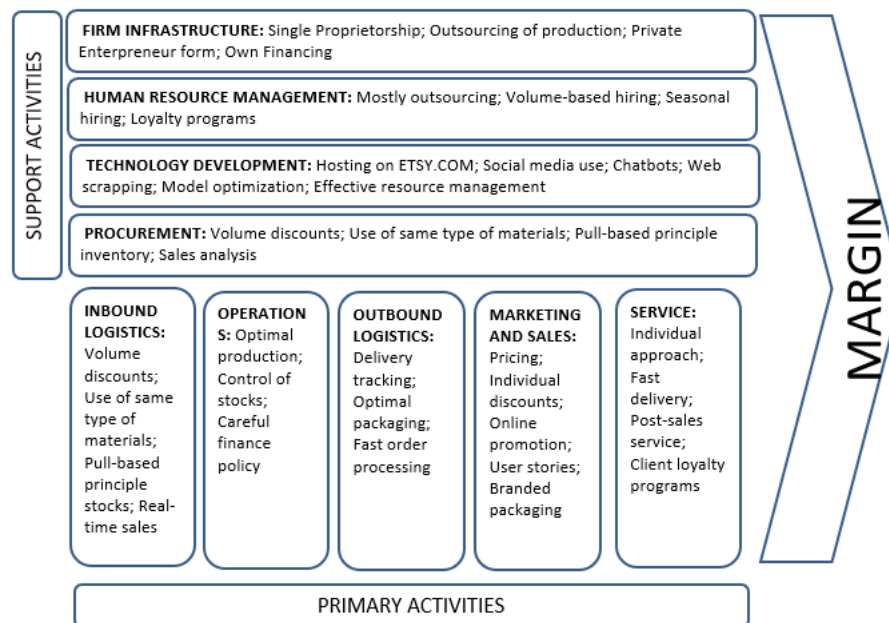 SUPPORT ACTIVITIES
FIRM INFRASTRUCTURE: Single Proprietorship; Outsourcing of production; Private
Enterpreneur form; Own Financing
HUMAN RESOURCE MANAGEMENT: Mostly outsourcing; Volume-based hiring; Seasonal
hiring; Loyalty programs
TECHNOLOGY DEVELOPMENT: Hosting on ETSY.COM; Social media use; Chatbots; Web
scrapping; Model optimization; Effective resource management
PROCUREMENT: Volume discounts; Use of same type of materials; Pull-based principle
inventory; Sales analysis
INBOUND
LOGISTICS:
Volume
discounts;
Use of same
type of
materials;
Pull-based
principle
stocks; Real-
time sales
OPERATION
S: Optimal
production;
Control of
stocks;
Careful
finance
policy
OUTBOUND
LOGISTICS:
Delivery
tracking;
Optimal
packaging;
Fast order
processing
MARKETING
AND SALES:
Pricing;
Individual
discounts;
Online
promotion;
User stories;
Branded
packaging
SERVICE:
Individual
approach;
Fast
delivery;
Post-sales
service;
Client loyalty
programs
MARGIN
PRIMARY ACTIVITIES